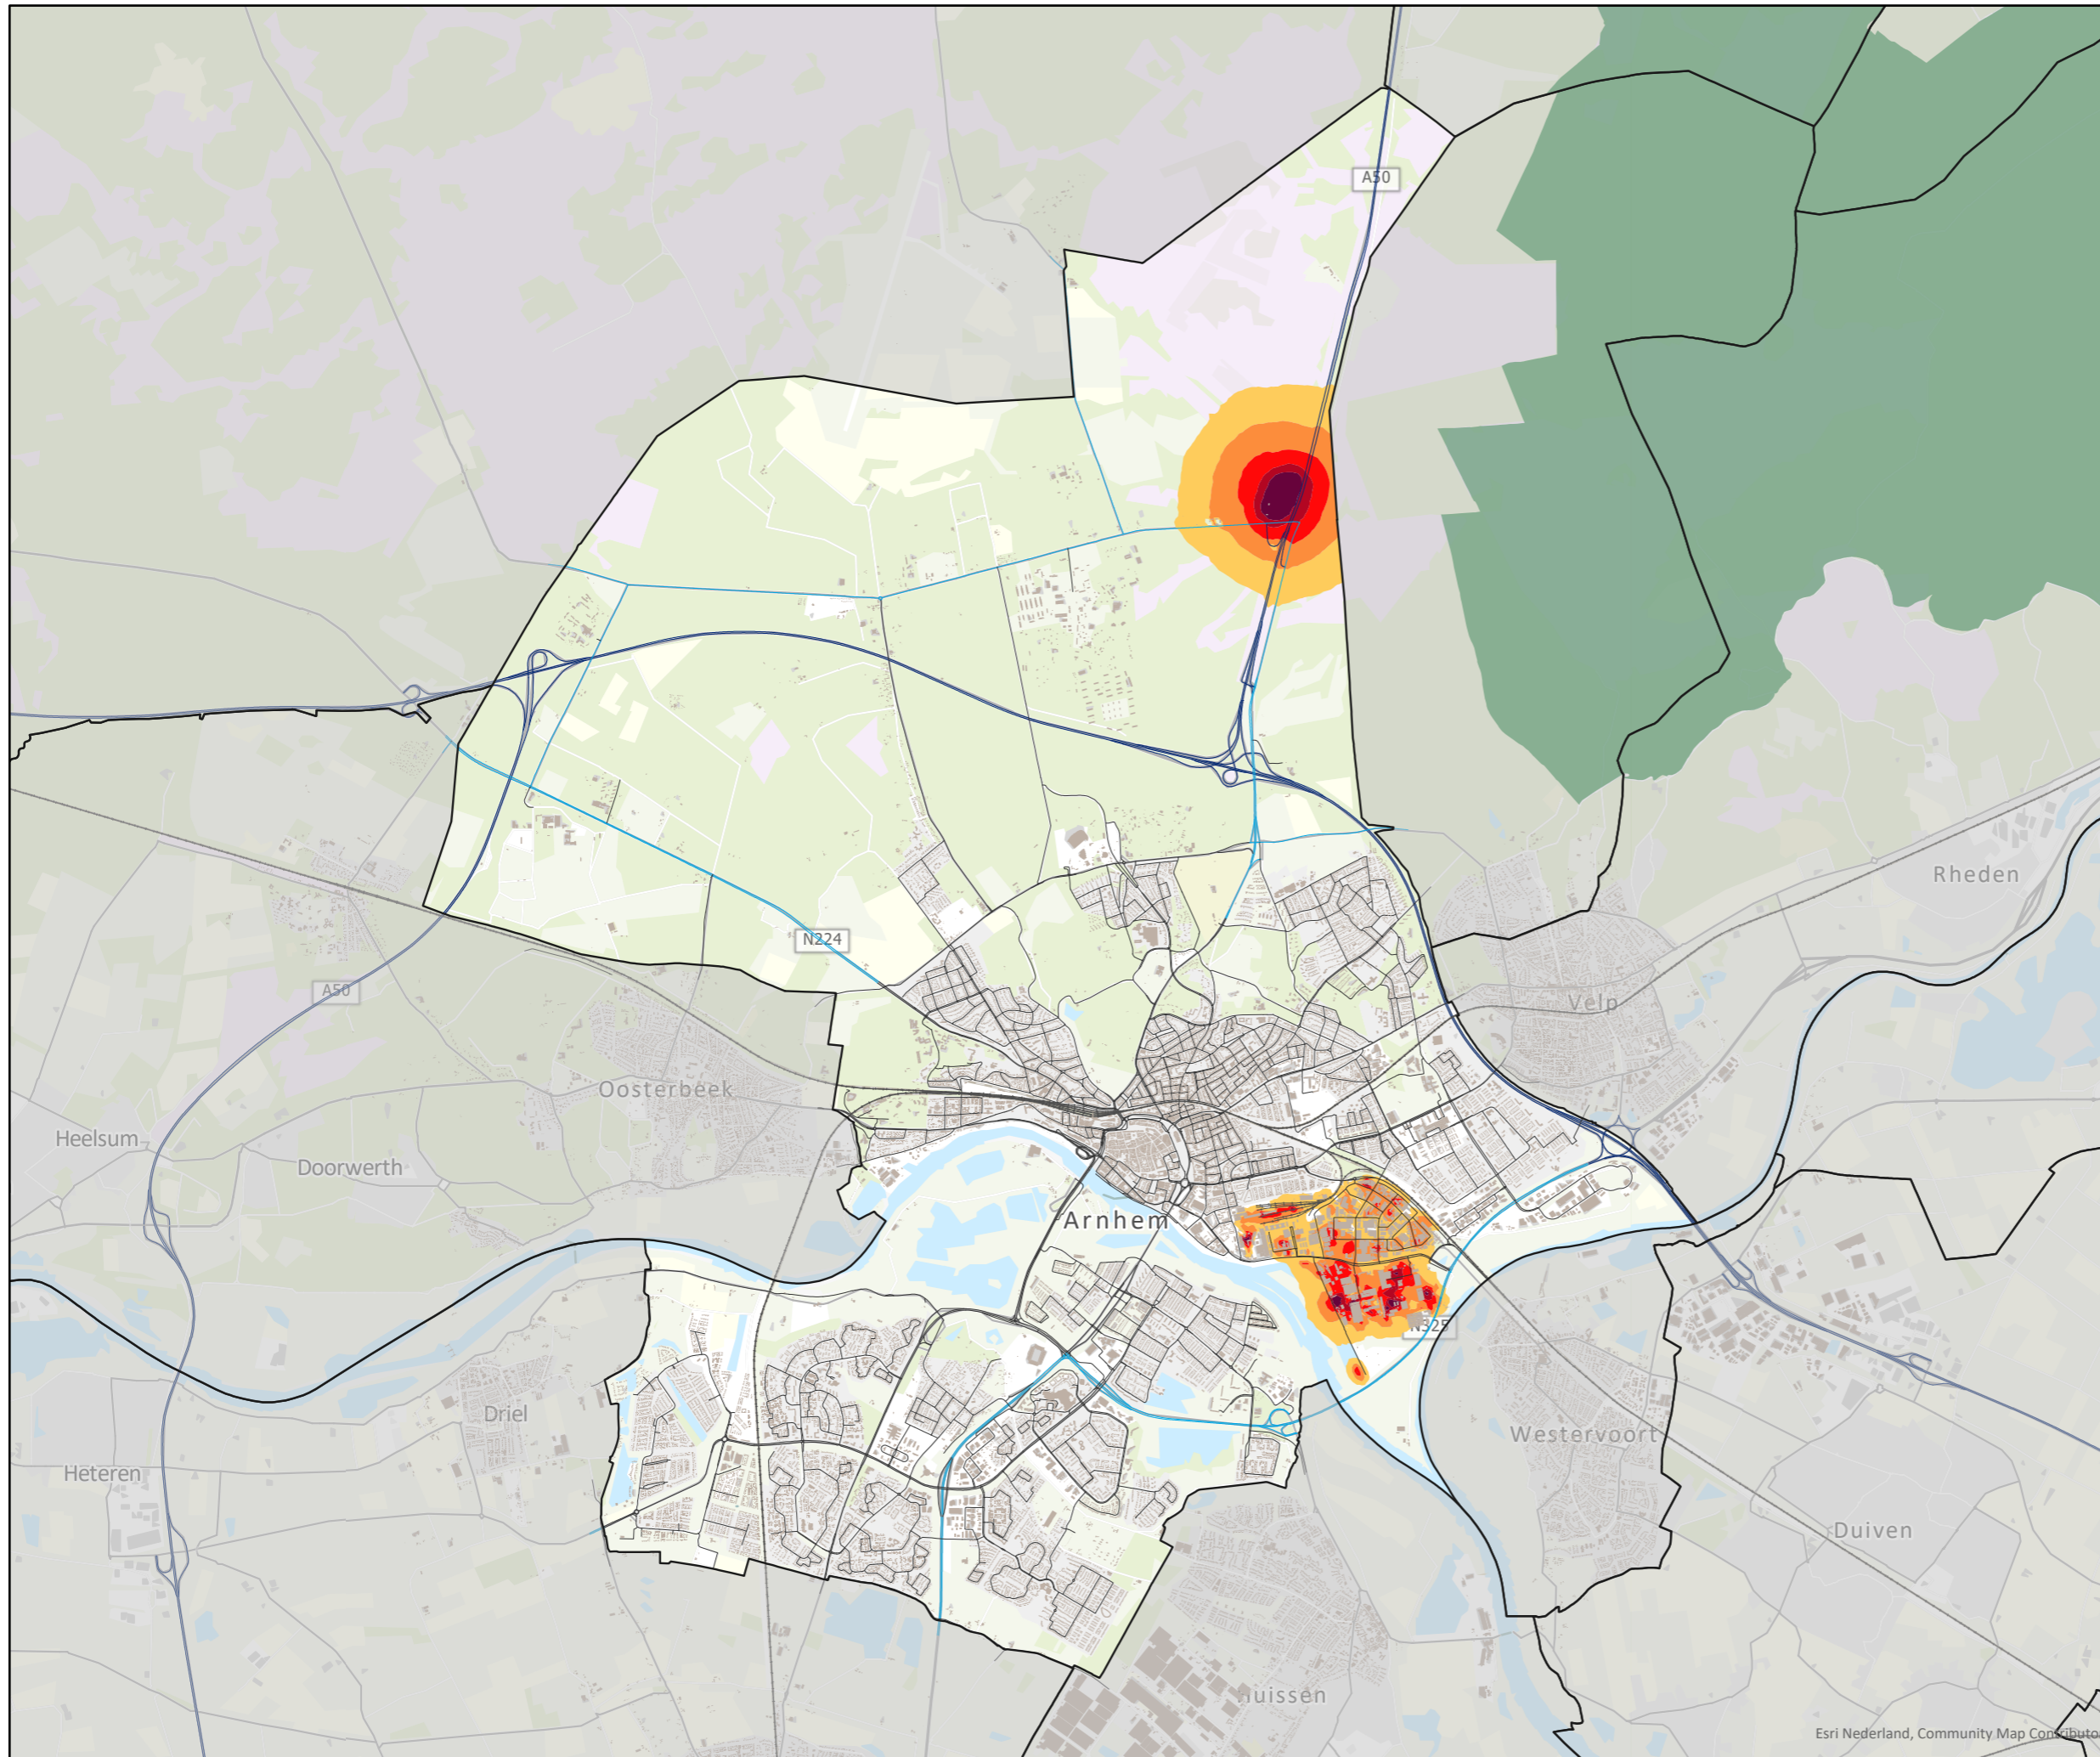 A50
Rheden
N224
A50
Velp
Oosterbeek
Heelsum
Doorwerth
Arnhem
N325
Driel
Westervoort
Heteren
Duiven
Huissen
Esri Nederland, Community Map Contributo